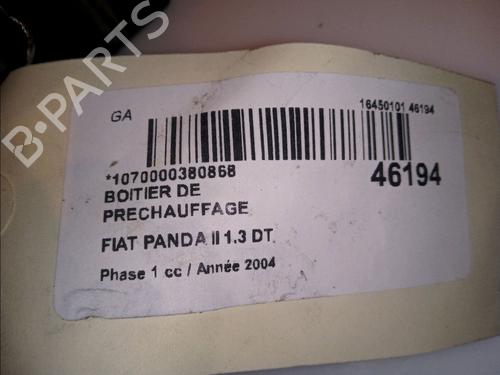 B-PARTS
GA
16450101 46194
*1070000380868
46194
BOITIER DE
PRECHAUFFAGE
FIAT PANDA II 1.3 DT
Phase 1 cc / Année 2004